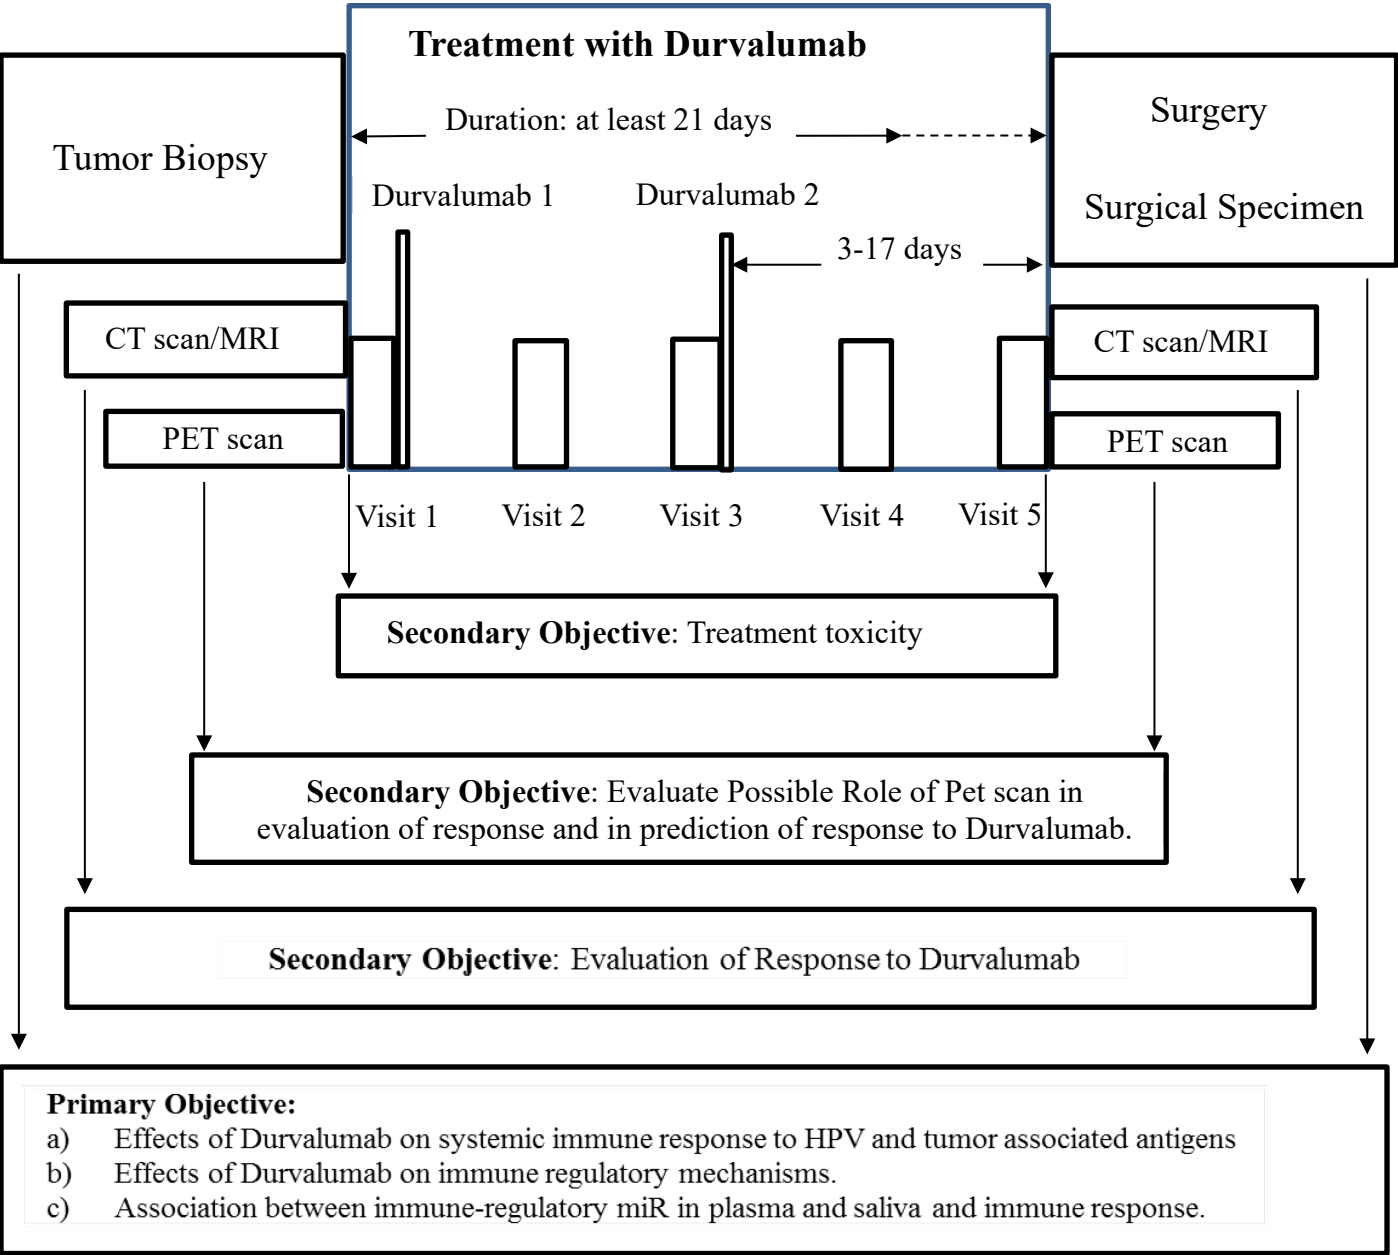 Treatment with Durvalumab
Duration: at least 21 days
Tumor Biopsy
Surgery
Surgical Specimen
Durvalumab 1
Durvalumab 2
3-17 days
CT scan/MRI
CT scan/MRI
PET scan
PET scan
Visit 1
Visit 2
Visit 3
Visit 4
Visit 5
Secondary Objective: Treatment toxicity
Secondary Objective: Evaluate Possible Role of Pet scan in
evaluation of response and in prediction of response to Durvalumab.
Secondary Objective: Evaluation of Response to Durvalumab
Primary Objective:
a) Effects of Durvalumab on systemic immune response to HPV and tumor associated antigens
b) Effects of Durvalumab on immune regulatory mechanisms.
c) Association between immune-regulatory miR in plasma and saliva and immune response.